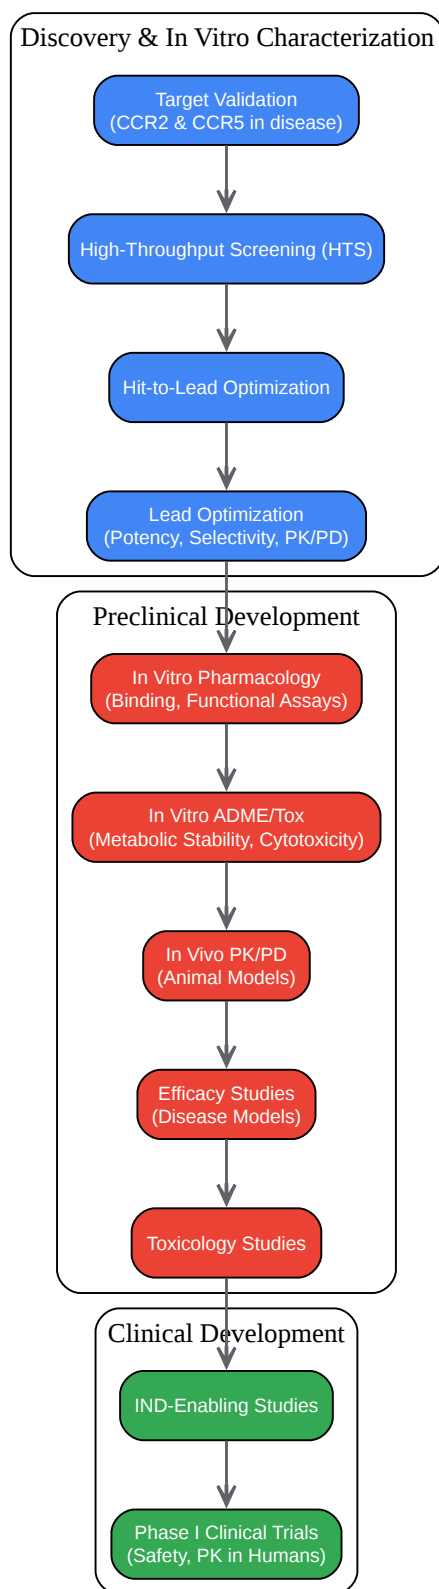 Discovery & In Vitro Characterization
Target Validation
(CCR2 & CCR5 in disease)
High-Throughput Screening (HTS)
Hit-to-Lead Optimization
Lead Optimization
(Potency, Selectivity, PK/PD)
Preclinical Development
In Vitro Pharmacology
(Binding, Functional Assays)
In Vitro ADME/Tox
(Metabolic Stability, Cytotoxicity)
In Vivo PK/PD
(Animal Models)
Efficacy Studies
(Disease Models)
Toxicology Studies
Clinical Development
IND-Enabling Studies
Phase I Clinical Trials
(Safety, PK in Humans)